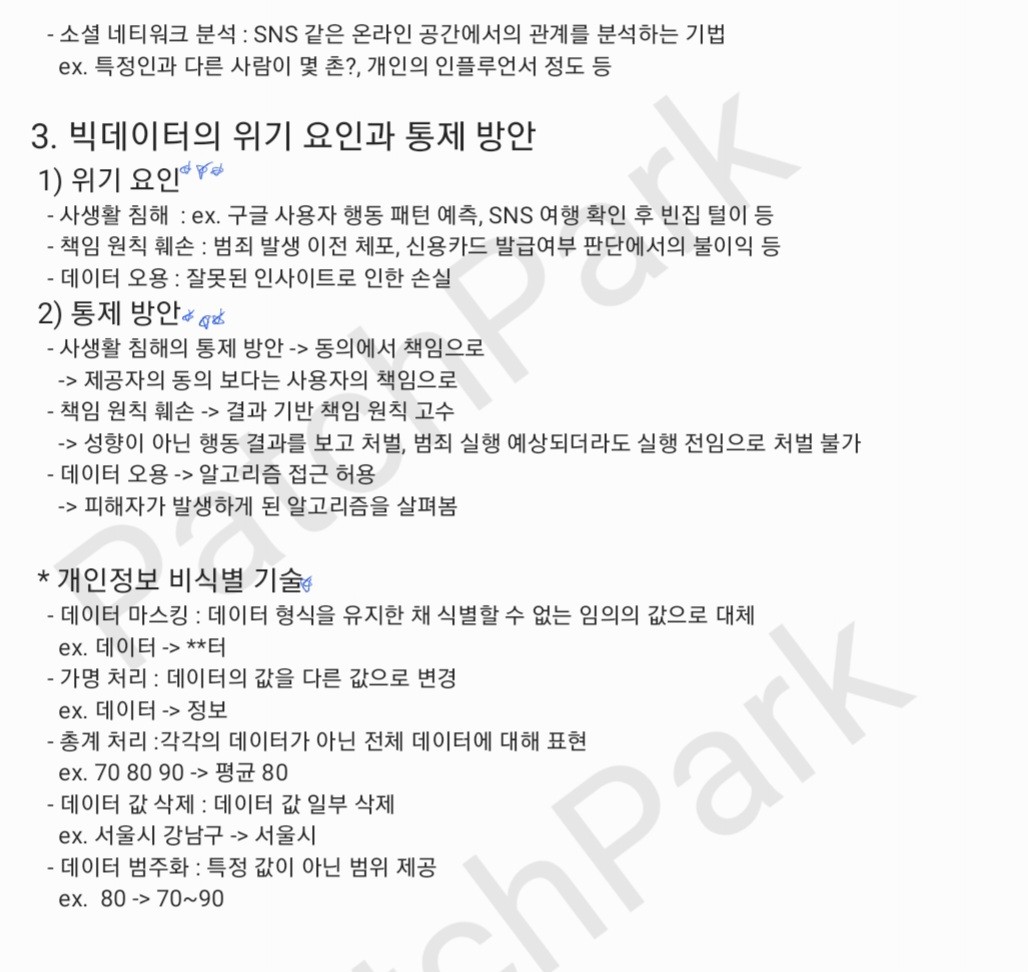 - 소셜 네티워크 분석 : SNS 같은 온라인 공간에서의 관계를 분석하는 기법
ex. 특정인과 다른 사람이 몇 촌?, 개인의 인플루언서 정도 등
3. 빅데이터의 위기 요인과 통제 방안
1) 위기 요인
- 사생활 침해 : ex. 구글 사용자 행동 패턴 예측, SNS 여행 확인 후 빈집 털이 등
- 책임 원칙 훼손 : 범죄 발생 이전 체포, 신용카드 발급여부 판단에서의 불이익 등
- 데이터 오용 : 잘못된 인사이트로 인한 손실
2) 통제 방안
- 사생활 침해의 통제 방안 -> 동의에서 책임으로
-> 제공자의 동의 보다는 사용자의 책임으로
- 책임 원칙 훼손 -> 결과 기반 책임 원칙 고수
-> 성향이 아닌 행동 결과를 보고 처벌, 범죄 실행 예상되더라도 실행 전임으로 처벌 불가
- 데이터 오용 -> 알고리즘 접근 허용
-> 피해자가 발생하게 된 알고리즘을 살펴봄
* 개인정보 비식별 기술
- 데이터 마스킹 : 데이터 형식을 유지한 채 식별할 수 없는 임의의 값으로 대체
ex. 데이터 -> **터
- 가명 처리 : 데이터의 값을 다른 값으로 변경
ex. 데이터 -> 정보
- 총계 처리 :각각의 데이터가 아닌 전체 데이터에 대해 표현
ex. 70 80 90 -> 평균 80
- 데이터 값 삭제 : 데이터 값 일부 삭제
ex. 서울시 강남구 -> 서울시
- 데이터 범주화 : 특정 값이 아닌 범위 제공
ex. 80 -> 70~90
PatchPark
tchPark